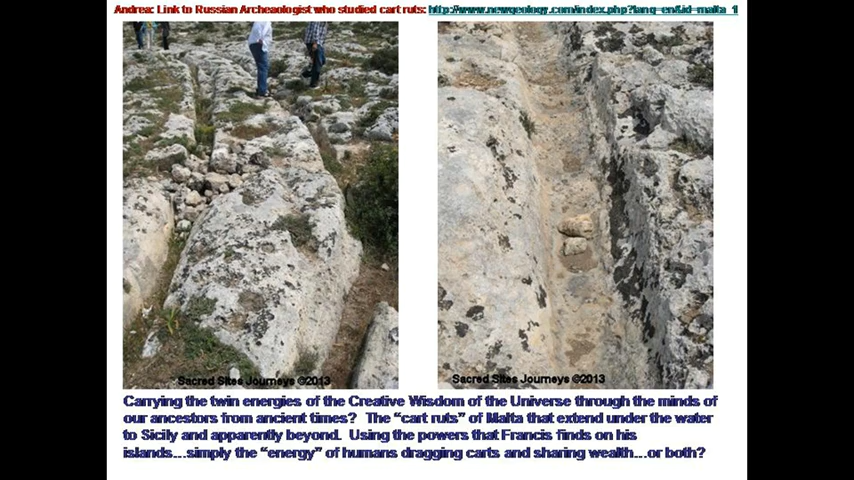 Andrea: Link to Russian Archeaologist who studied cart ruts: http://www.newgeology.com/index.php?lang=en&id=malta_1
Sacred Sites Journeys ©2013
Sacred Sites Journeys ©2013
Carrying the twin energies of the Creative Wisdom of the Universe through the minds of
our ancestors from ancient times? The “cart ruts” of Malta that extend under the water
to Sicily and apparently beyond. Using the powers that Francis finds on his
islands...simply the “energy” of humans dragging carts and sharing wealth...or both?